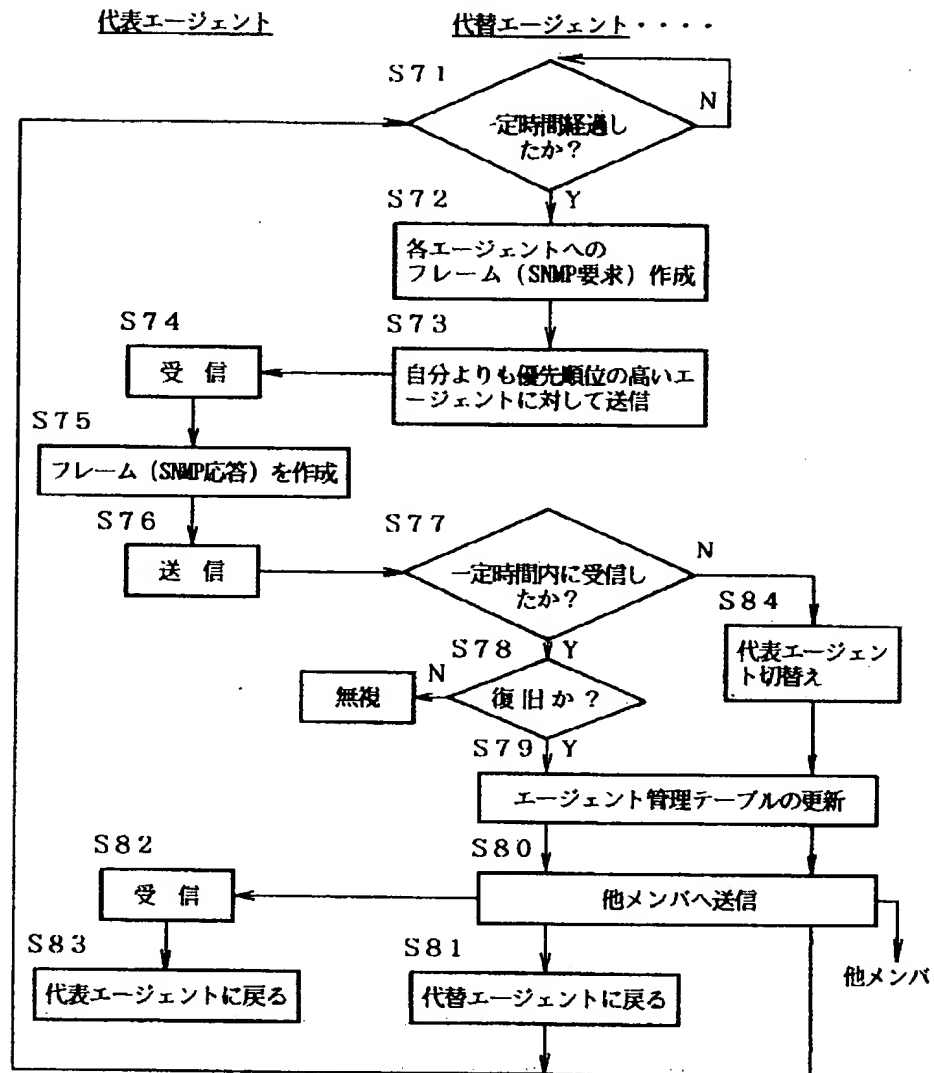 代表エージェント
代替エージェント・・・・
S71
一定時間経過し
たか?
N
Y
S72
各エージェントへの
フレーム(SNMP要求)作成
S73
自分よりも優先順位の高いエ
ージェントに対して送信
S74
受 信
S75
フレーム(SNMP応答)を作成
S76
送 信
S77
一定時間内に受信し
たか?
N
Y
S84
代表エージェン
ト切替え
S78
復旧か?
N
無視
Y
S79
エージェント管理テーブルの更新
S80
他メンバへ送信
他メンバ
S82
受 信
S83
代表エージェントに戻る
S81
代替エージェントに戻る